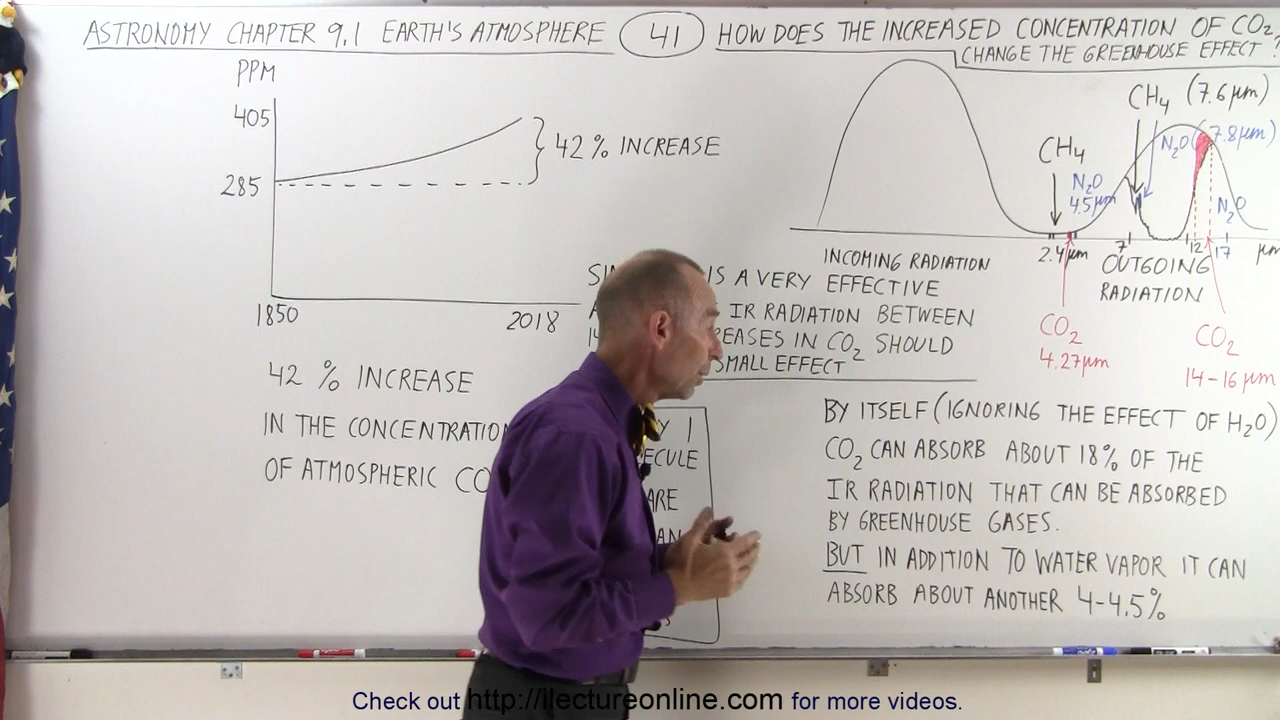 ASTRONOMY CHAPTER 9.1 EARTH'S ATMOSPHERE 41 HOW DOES THE INCREASED CONCENTRATION OF CO2
CHANGE THE GREENHOUSE EFFECT?
PPM
405
285
42% INCREASE
1850
2018
42 % INCREASE
IN THE CONCENTRATION
OF ATMOSPHERIC
CH4 (7.6μm)
N2O (7.8μm)
CH4
N2O
4.5μm
N2O
2.4μm 7 12 17 μm
INCOMING RADIATION
OUTGOING
RADIATION
CO2
4.27μm
CO2
14-16μm
IS A VERY EFFECTIVE
IR RADIATION BETWEEN
IN CO2 SHOULD
SMALL EFFECT
1
ARE
BY ITSELF (IGNORING THE EFFECT OF H2O)
CO2 CAN ABSORB ABOUT 18% OF THE
IR RADIATION THAT CAN BE ABSORBED
BY GREENHOUSE GASES.
BUT IN ADDITION TO WATER VAPOR IT CAN
ABSORB ABOUT ANOTHER 4-4.5%
Check out http://ilectureonline.com for more videos.